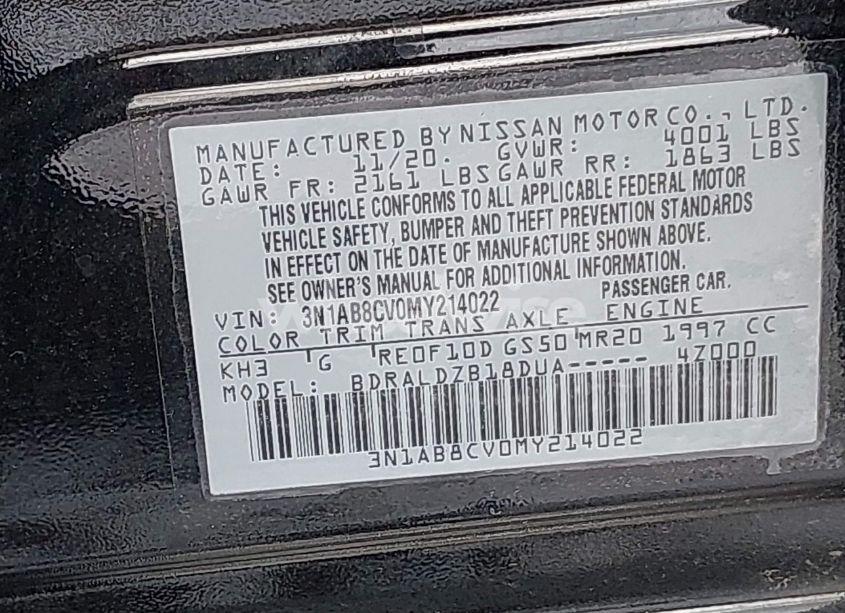 MANUFACTURED BY NISSAN MOTOR CO., LTD.
DATE: 11/20. GVWR: 4001 LBS
GAWR FR: 2161 LBS GAWR RR: 1863 LBS
THIS VEHICLE CONFORMS TO ALL APPLICABLE FEDERAL MOTOR
VEHICLE SAFETY, BUMPER AND THEFT PREVENTION STANDARDS
IN EFFECT ON THE DATE OF MANUFACTURE SHOWN ABOVE.
SEE OWNER'S MANUAL FOR ADDITIONAL INFORMATION.
VIN: 3N1AB8CV0MY214022 PASSENGER CAR.
COLOR TRIM TRANS AXLE ENGINE
KH3 G RE0F10D GS50 MR20 1997 CC
MODEL: BDRALDZB18DUA----- 4Z000
3N1AB8CV0MY214022